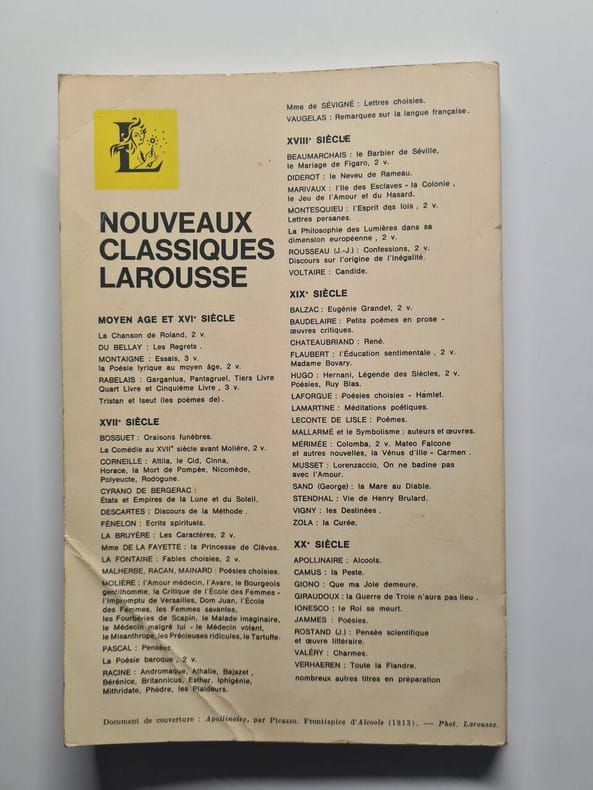 L
NOUVEAUX
CLASSIQUES
LAROUSSE
MOYEN AGE ET XVIᵉ SIÈCLE
La Chanson de Roland, 2 v.
DU BELLAY : Les Regrets .
MONTAIGNE : Essais, 3 v.
la Poésie lyrique au moyen âge, 2 v.
RABELAIS : Gargantua, Pantagruel, Tiers Livre
Quart Livre et Cinquième Livre , 3 v.
Tristan et Iseut (les poèmes de).
XVIIᵉ SIÈCLE
BOSSUET : Oraisons funèbres.
La Comédie au XVIIᵉ siècle avant Molière, 2 v.
CORNEILLE : Attila, le Cid, Cinna,
Horace, la Mort de Pompée, Nicomède,
Polyeucte, Rodogune.
CYRANO DE BERGERAC :
États et Empires de la Lune et du Soleil.
DESCARTES : Discours de la Méthode .
FÉNELON : Ecrits spirituels.
LA BRUYÈRE : Les Caractères, 2 v.
Mme DE LA FAYETTE : la Princesse de Clèves.
LA FONTAINE : Fables choisies, 2 v.
MALHERBE, RACAN, MAINARD : Poésies choisies.
MOLIÈRE : l'Amour médecin, l'Avare, le Bourgeois
gentilhomme, la Critique de l'École des Femmes -
l'Impromptu de Versailles, Dom Juan, l'École
des Femmes, les Femmes savantes,
les Fourberies de Scapin, le Malade imaginaire,
le Médecin malgré lui - le Médecin volant,
le Misanthrope, les Précieuses ridicules, le Tartuffe.
PASCAL : Pensées.
La Poésie baroque , 2 v.
RACINE : Andromaque, Athalie, Bajazet ,
Bérénice, Britannicus, Esther, Iphigénie,
Mithridate, Phèdre, les Plaideurs.
Mme de SÉVIGNÉ : Lettres choisies.
VAUGELAS : Remarques sur la langue française.
XVIIIᵉ SIÈCLE
BEAUMARCHAIS : le Barbier de Séville,
le Mariage de Figaro, 2 v.
DIDEROT : le Neveu de Rameau.
MARIVAUX : l'Ile des Esclaves - la Colonie ,
le Jeu de l'Amour et du Hasard.
MONTESQUIEU : l'Esprit des lois , 2 v.
Lettres persanes.
La Philosophie des Lumières dans sa
dimension européenne , 2 v.
ROUSSEAU (J.-J.) : Confessions, 2 v.
Discours sur l'origine de l'Inégalité.
VOLTAIRE : Candide.
XIXᵉ SIÈCLE
BALZAC : Eugénie Grandet, 2 v.
BAUDELAIRE : Petits poèmes en prose -
œuvres critiques.
CHATEAUBRIAND : René.
FLAUBERT : l'Éducation sentimentale , 2 v.
Madame Bovary.
HUGO : Hernani, Légende des Siècles, 2 v.
Poésies, Ruy Blas.
LAFORGUE : Poésies choisies - Hamlet.
LAMARTINE : Méditations poétiques.
LECONTE DE LISLE : Poèmes.
MALLARMÉ et le Symbolisme : auteurs et œuvres.
MÉRIMÉE : Colomba, 2 v. Mateo Falcone
et autres nouvelles, la Vénus d'Ille - Carmen .
MUSSET : Lorenzaccio, On ne badine pas
avec l'Amour.
SAND (George) : la Mare au Diable.
STENDHAL : Vie de Henry Brulard.
VIGNY : les Destinées .
ZOLA : la Curée.
XXᵉ SIÈCLE
APOLLINAIRE : Alcools.
CAMUS : la Peste.
GIONO : Que ma Joie demeure.
GIRAUDOUX : la Guerre de Troie n'aura pas lieu .
IONESCO : le Roi se meurt.
JAMMES : Poésies.
ROSTAND (J.) : Pensée scientifique
et œuvre littéraire.
VALÉRY : Charmes.
VERHAEREN : Toute la Flandre.
nombreux autres titres en préparation
Document de couverture : Apollinaire, par Picasso. Frontispice d'Alcools (1913). — Phot. Larousse.